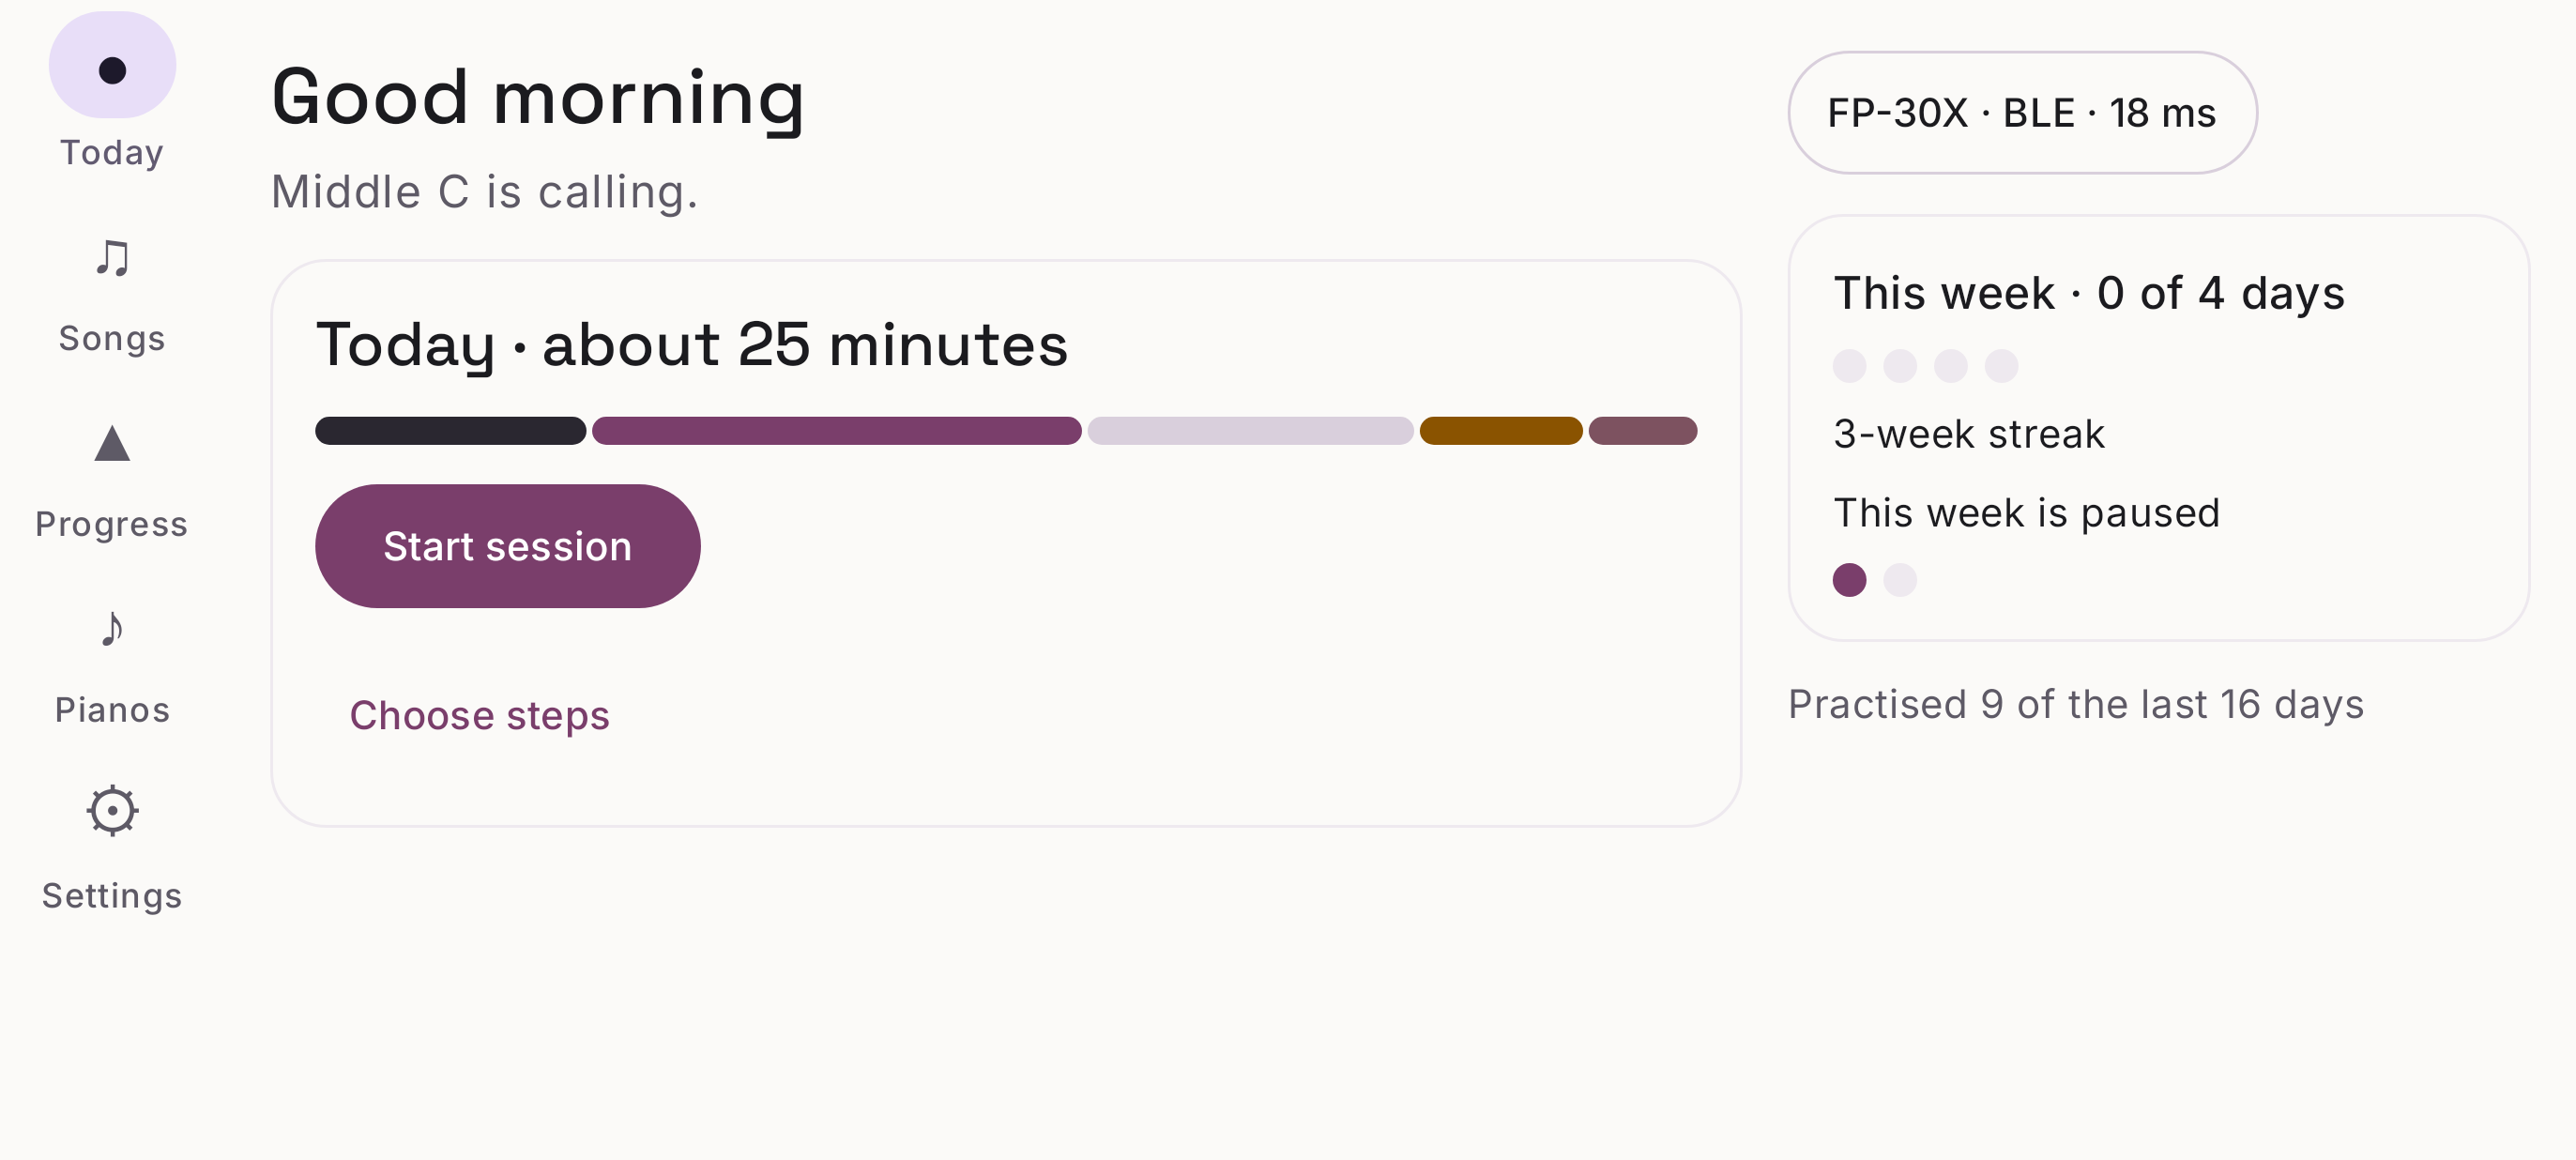 Today
Songs
Progress
Pianos
Settings
Good morning
Middle C is calling.
Today · about 25 minutes
Start session
Choose steps
FP-30X · BLE · 18 ms
This week · 0 of 4 days
3-week streak
This week is paused
Practised 9 of the last 16 days